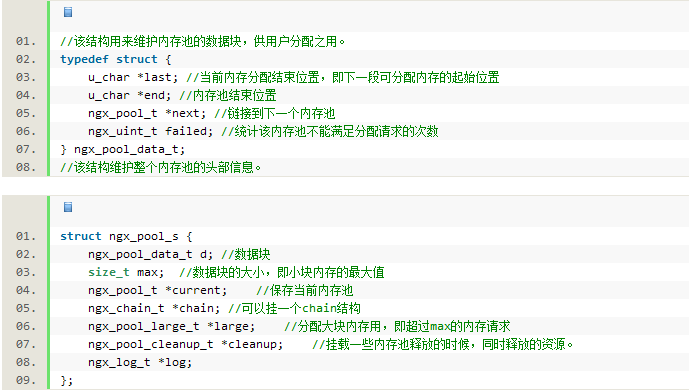 01. //该结构用来维护内存池的数据块，供用户分配之用。
02. typedef struct {
03. u_char *last; //当前内存分配结束位置，即下一段可分配内存的起始位置
04. u_char *end; //内存池结束位置
05. ngx_pool_t *next; //链接到下一个内存池
06. ngx_uint_t failed; //统计该内存池不能满足分配请求的次数
07. } ngx_pool_data_t;
08. //该结构维护整个内存池的头部信息。
01. struct ngx_pool_s {
02. ngx_pool_data_t d; //数据块
03. size_t max; //数据块的大小，即小块内存的最大值
04. ngx_pool_t *current; //保存当前内存池
05. ngx_chain_t *chain; //可以挂一个chain结构
06. ngx_pool_large_t *large; //分配大块内存用，即超过max的内存请求
07. ngx_pool_cleanup_t *cleanup; //挂载一些内存池释放的时候，同时释放的资源。
08. ngx_log_t *log;
09. };